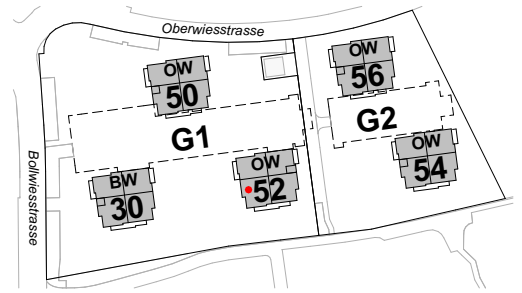 Oberwiesstrasse
OW
50
OW
56
G1
G2
Bollwiesstrasse
BW
30
OW
52
OW
54